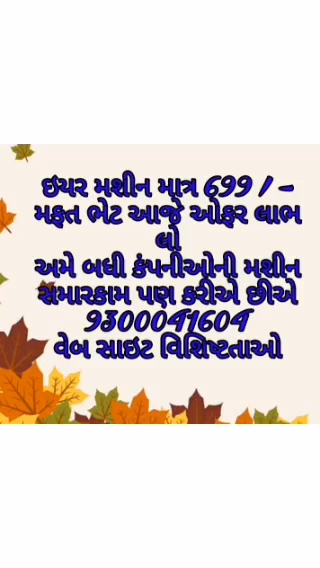 ઇયર મશીન માત્ર 699 / -
મફત ભેટ આજે ઓફર લાભ
લો
અમે બધી કંપનીઓની મશીન
સમારકામ પણ કરીએ છીએ
9300041604
વેબ સાઇટ વિશિષ્ટતાઓ